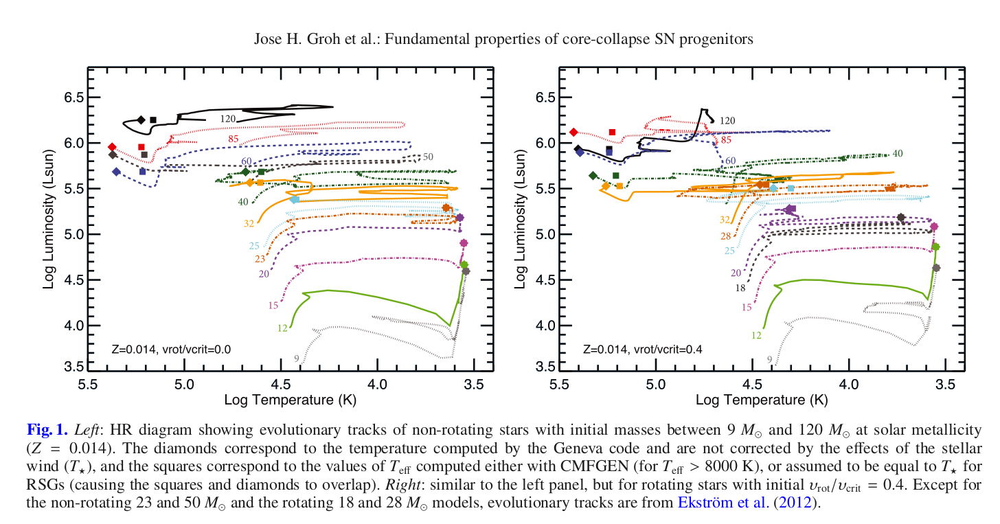 Jose H. Groh et al.: Fundamental properties of core-collapse SN progenitors
6.5
6.0
5.5
5.0
4.5
4.0
3.5
Log Luminosity (Lsun)
120
85
60
50
40
32
25
23
20
15
12
9
Z=0.014, vrot/vcrit=0.0
5.5 5.0 4.5 4.0 3.5
Log Temperature (K)
6.5
6.0
5.5
5.0
4.5
4.0
3.5
Log Luminosity (Lsun)
120
85
60
40
32
28
25
20
18
15
12
9
Z=0.014, vrot/vcrit=0.4
5.5 5.0 4.5 4.0 3.5
Log Temperature (K)
Fig. 1. Left: HR diagram showing evolutionary tracks of non-rotating stars with initial masses between 9 M⊙ and 120 M⊙ at solar metallicity
(Z = 0.014). The diamonds correspond to the temperature computed by the Geneva code and are not corrected by the effects of the stellar
wind (T⋆), and the squares correspond to the values of Teff computed either with CMFGEN (for Teff > 8000 K), or assumed to be equal to T⋆ for
RSGs (causing the squares and diamonds to overlap). Right: similar to the left panel, but for rotating stars with initial υrot/υcrit = 0.4. Except for
the non-rotating 23 and 50 M⊙ and the rotating 18 and 28 M⊙ models, evolutionary tracks are from Ekström et al. (2012).